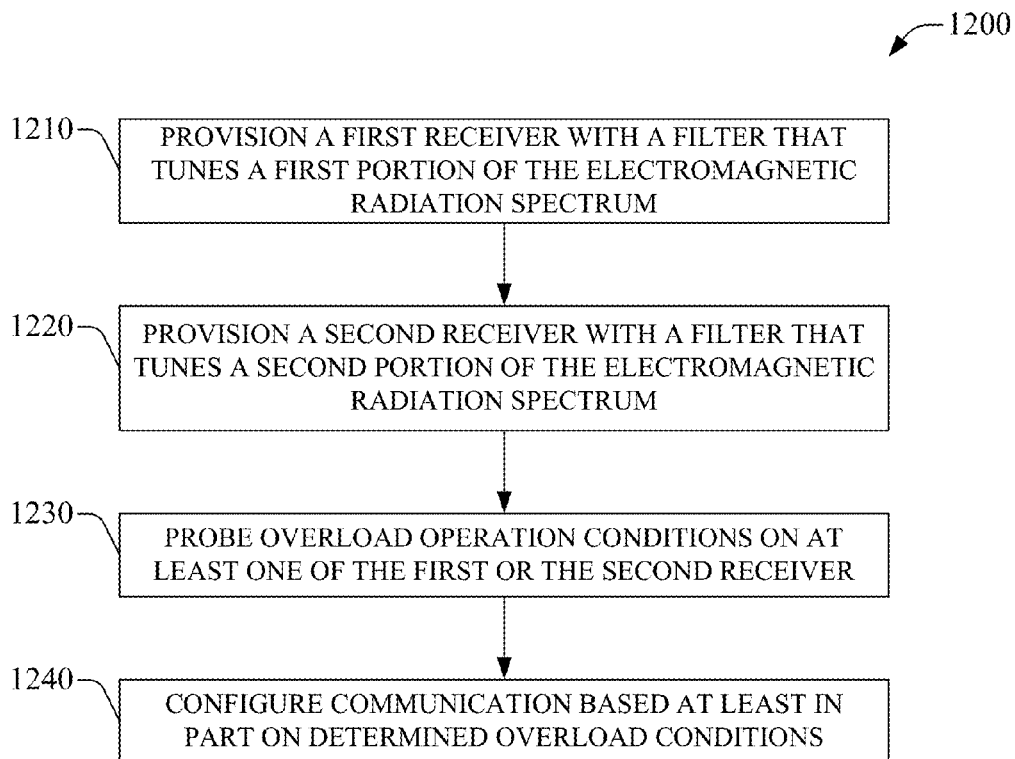 1200
1210
PROVISION A FIRST RECEIVER WITH A FILTER THAT
TUNES A FIRST PORTION OF THE ELECTROMAGNETIC
RADIATION SPECTRUM
1220
PROVISION A SECOND RECEIVER WITH A FILTER THAT
TUNES A SECOND PORTION OF THE ELECTROMAGNETIC
RADIATION SPECTRUM
1230
PROBE OVERLOAD OPERATION CONDITIONS ON AT
LEAST ONE OF THE FIRST OR THE SECOND RECEIVER
1240
CONFIGURE COMMUNICATION BASED AT LEAST IN
PART ON DETERMINED OVERLOAD CONDITIONS